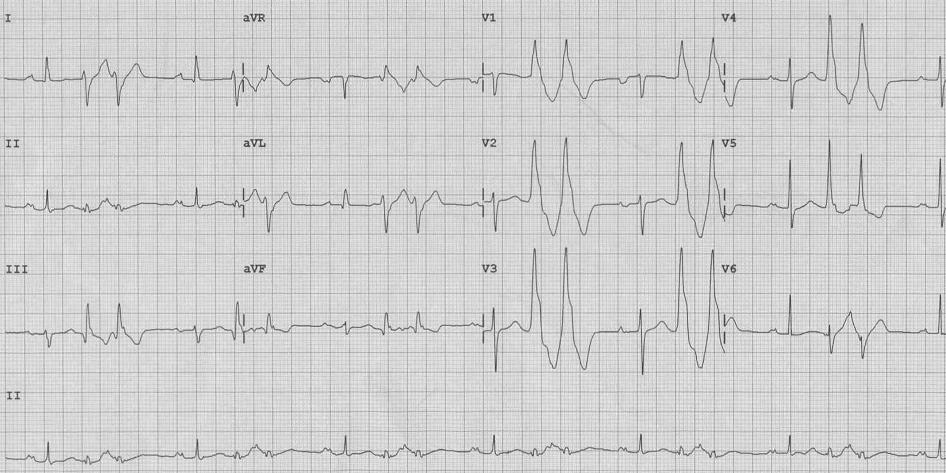 I aVR V1 V4
II aVL V2 V5
III aVF V3 V6
II